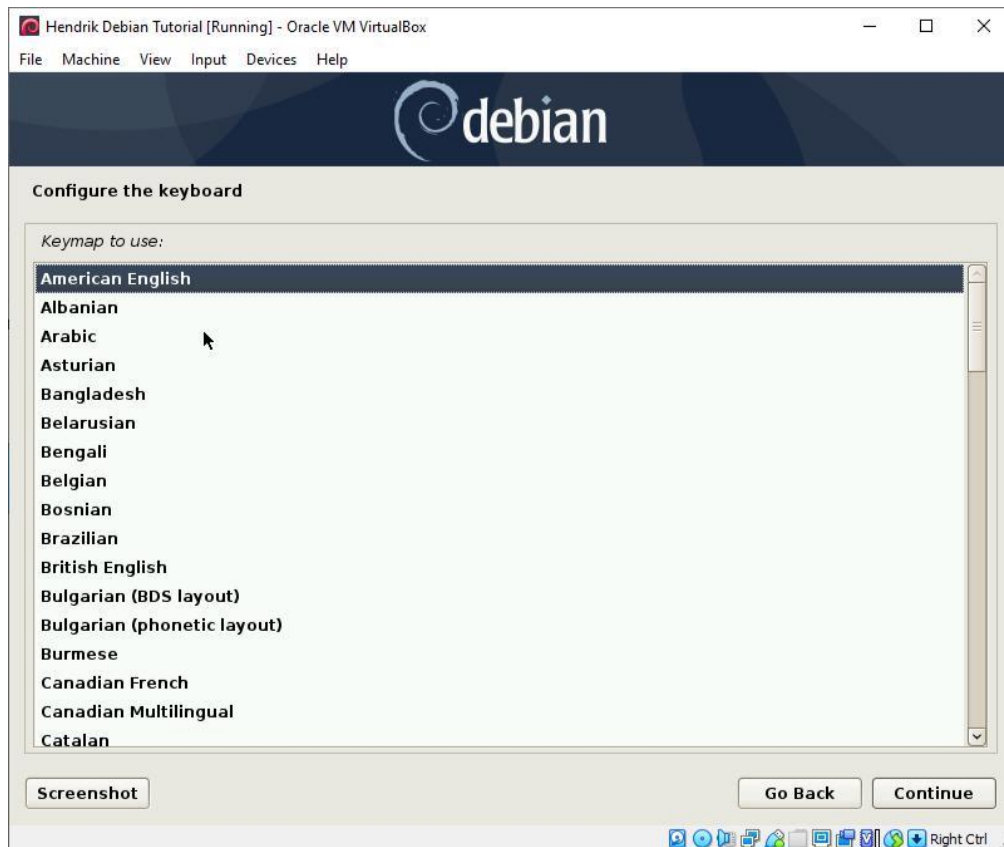 Hendrik Debian Tutorial [Running] - Oracle VM VirtualBox
File Machine View Input Devices Help
debian
Configure the keyboard
Keymap to use:
American English
Albanian
Arabic
Asturian
Bangladesh
Belarusian
Bengali
Belgian
Bosnian
Brazilian
British English
Bulgarian (BDS layout)
Bulgarian (phonetic layout)
Burmese
Canadian French
Canadian Multilingual
Catalan
Screenshot Go Back Continue
Right Ctrl